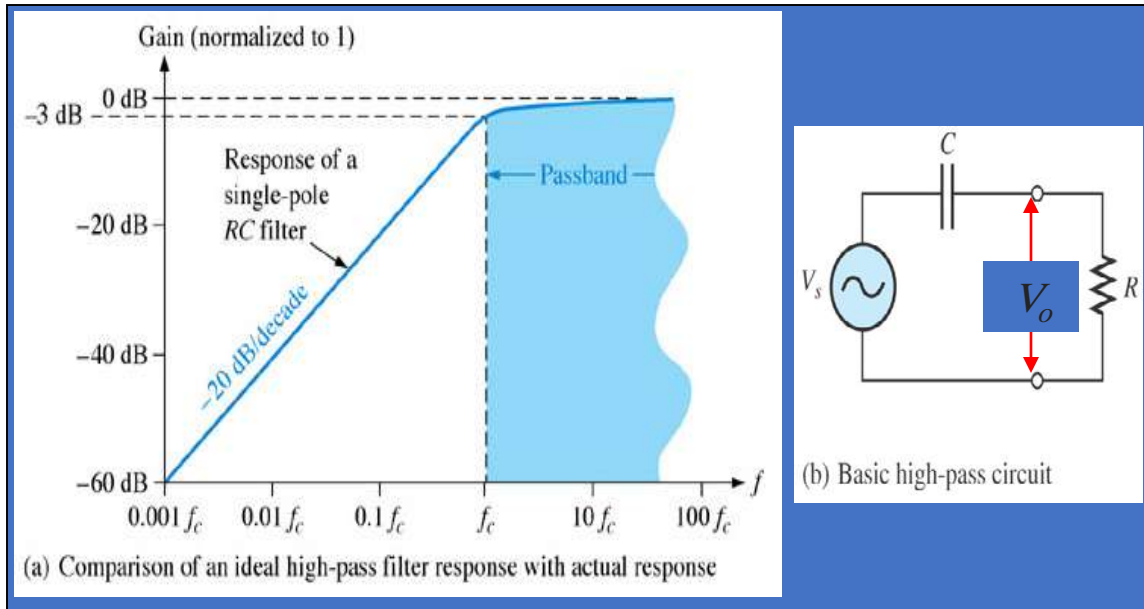 Gain (normalized to 1)
0 dB
−3 dB
Response of a
single-pole
RC filter
Passband
−20 dB
−20 dB/decade
−40 dB
−60 dB
f
0.001 fc
0.01 fc
0.1 fc
fc
10 fc
100 fc
(a) Comparison of an ideal high-pass filter response with actual response
C
Vs
Vo
R
(b) Basic high-pass circuit